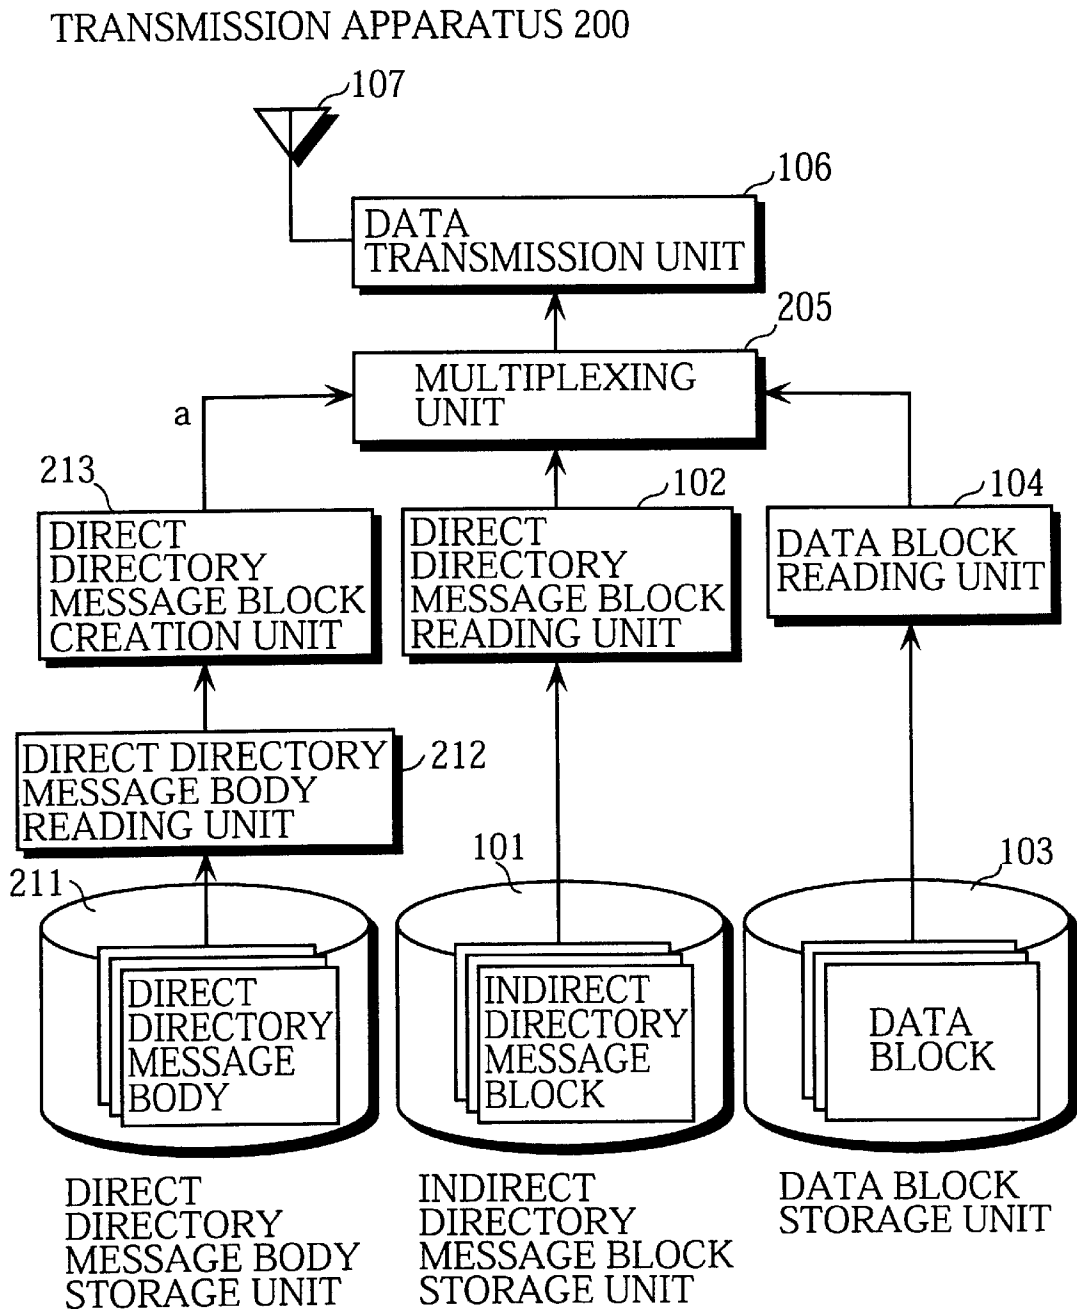 TRANSMISSION APPARATUS 200
107
106
DATA
TRANSMISSION UNIT
205
MULTIPLEXING
UNIT
a
213
DIRECT
DIRECTORY
MESSAGE BLOCK
CREATION UNIT
102
DIRECT
DIRECTORY
MESSAGE BLOCK
READING UNIT
104
DATA BLOCK
READING UNIT
DIRECT DIRECTORY
MESSAGE BODY
READING UNIT
212
211
101
103
DIRECT
DIRECTORY
MESSAGE
BODY
INDIRECT
DIRECTORY
MESSAGE
BLOCK
DATA
BLOCK
DIRECT
DIRECTORY
MESSAGE BODY
STORAGE UNIT
INDIRECT
DIRECTORY
MESSAGE BLOCK
STORAGE UNIT
DATA BLOCK
STORAGE UNIT